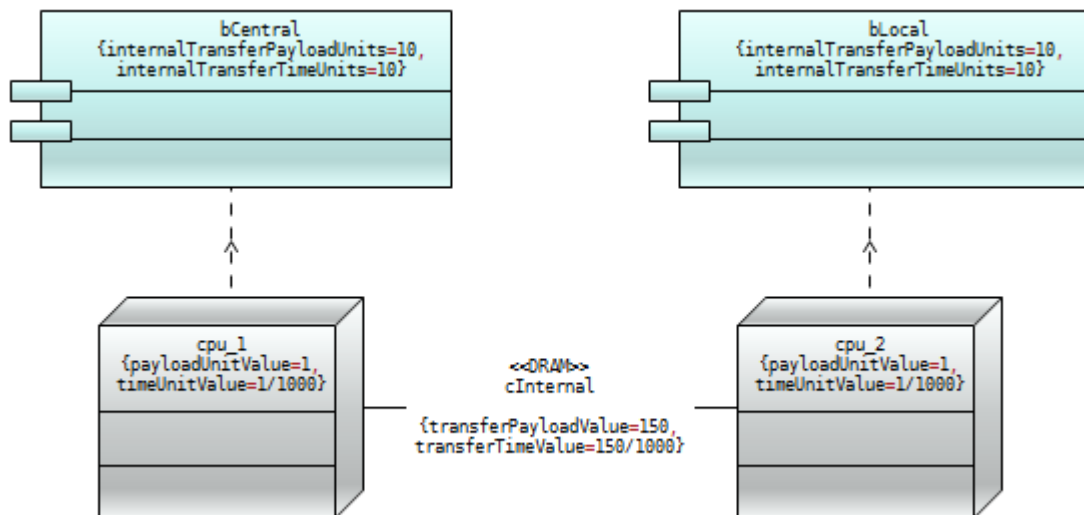 bCentral
{internalTransferPayloadUnits=10,
internalTransferTimeUnits=10}
bLocal
{internalTransferPayloadUnits=10,
internalTransferTimeUnits=10}
cpu_1
{payloadUnitValue=1,
timeUnitValue=1/1000}
<<DRAM>>
cInternal
{transferPayloadValue=150,
transferTimeValue=150/1000}
cpu_2
{payloadUnitValue=1,
timeUnitValue=1/1000}